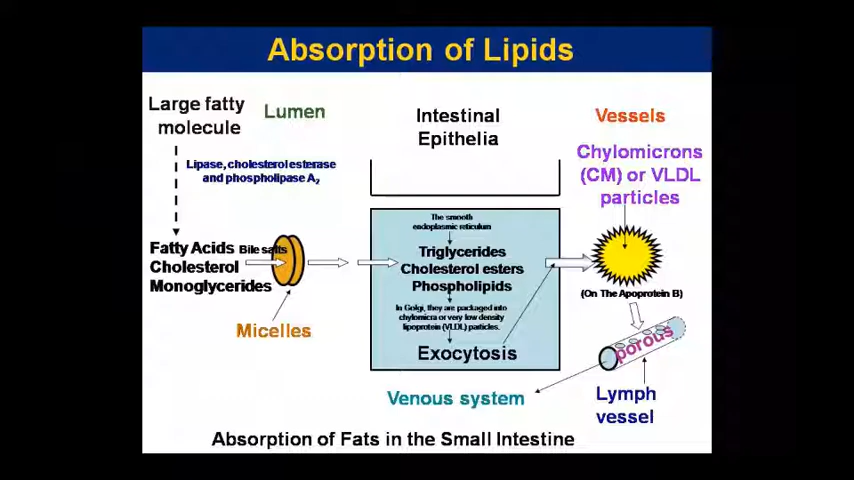 Absorption of Lipids
Large fatty
molecule
Lumen
Intestinal
Epithelia
Vessels
Lipase, cholesterol esterase
and phospholipase A₂
Chylomicrons
(CM) or VLDL
particles
The smooth
endoplasmic reticulum
Fatty Acids Bile salts
Cholesterol
Monoglycerides
Triglycerides
Cholesterol esters
Phospholipids
(On The Apoprotein B)
In Golgi, they are packaged into
chylomicra or very low density
lipoprotein (VLDL) particles.
Micelles
Exocytosis
porous
Venous system
Lymph
vessel
Absorption of Fats in the Small Intestine